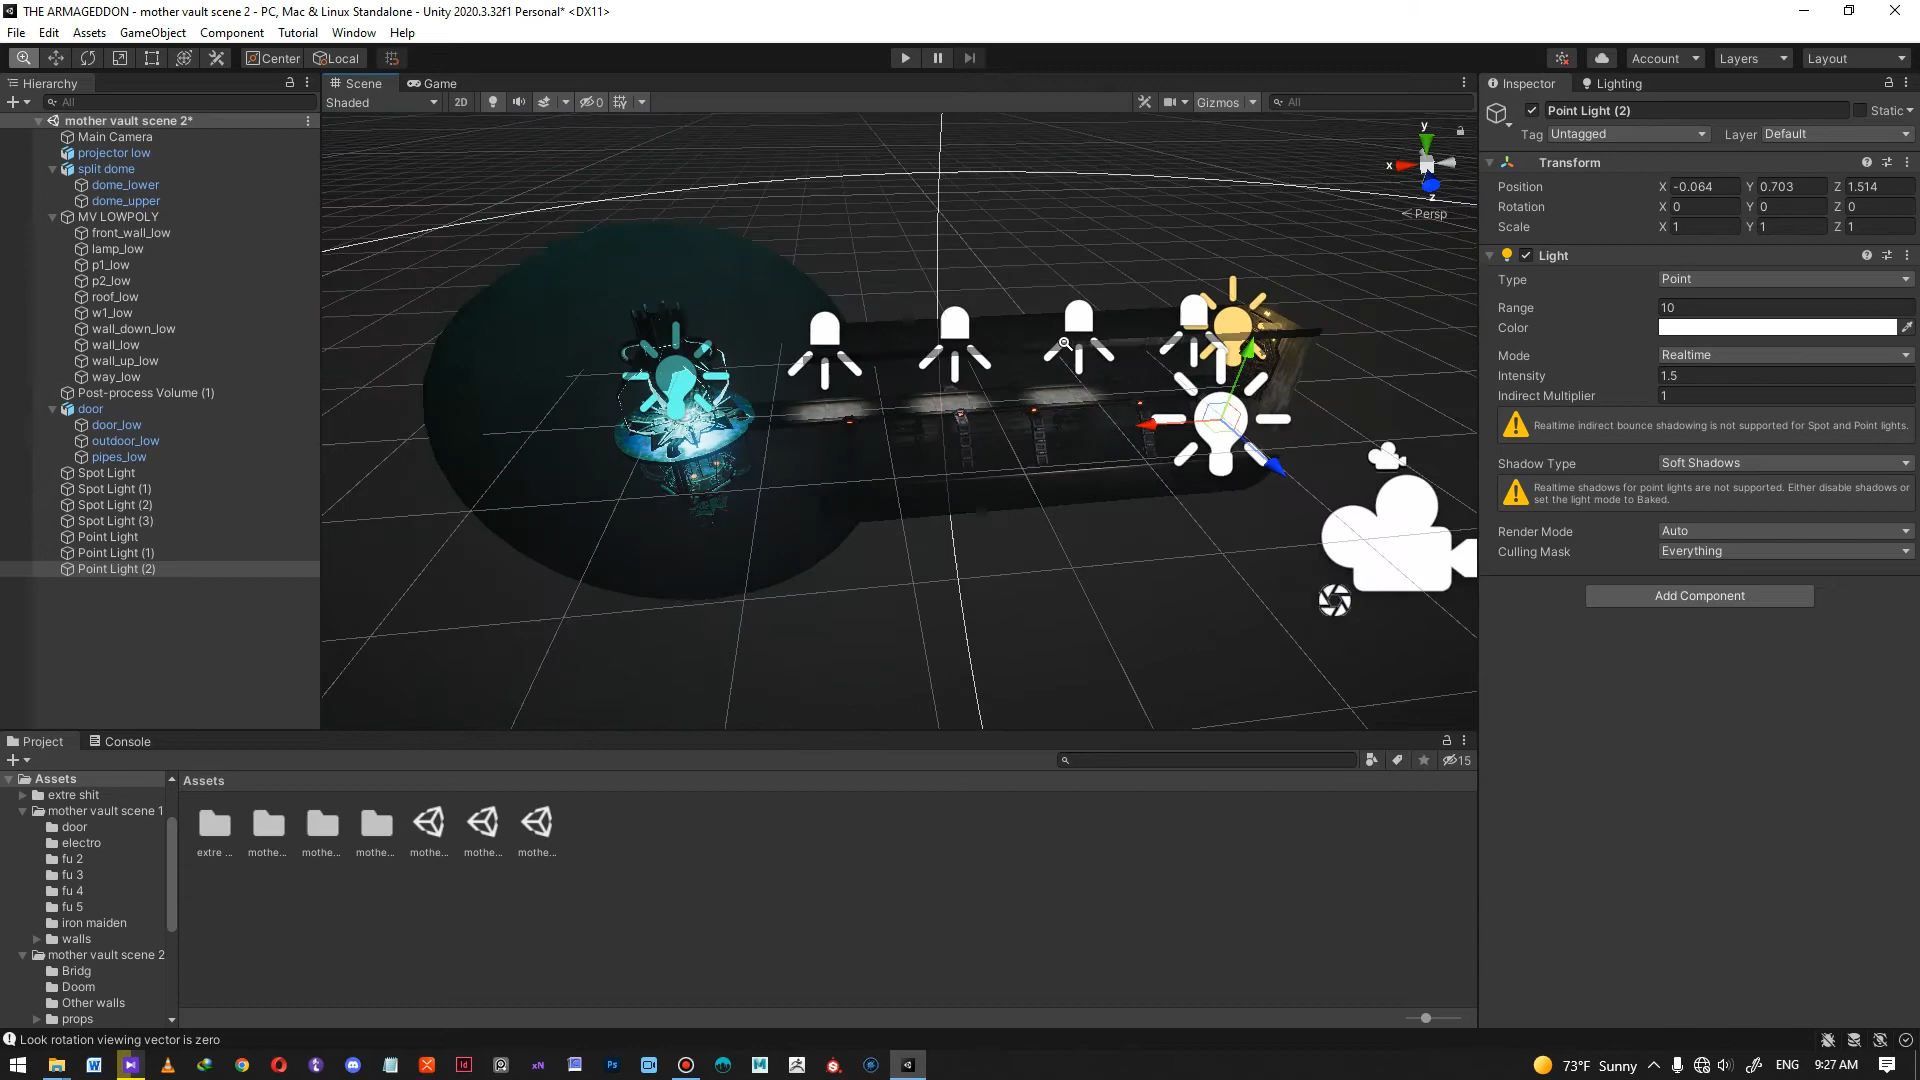 THE ARMAGEDDON - mother vault scene 2 - PC, Mac & Linux Standalone - Unity 2020.3.32f1 Personal* <DX11>
File Edit Assets GameObject Component Tutorial Window Help
Center Local Account Layers Layout
Hierarchy
All
mother vault scene 2*
Main Camera
projector low
split dome
dome_lower
dome_upper
MV LOWPOLY
front_wall_low
lamp_low
p1_low
p2_low
roof_low
w1_low
wall_down_low
wall_low
wall_up_low
way_low
Post-process Volume (1)
door
door_low
outdoor_low
pipes_low
Spot Light
Spot Light (1)
Spot Light (2)
Spot Light (3)
Point Light
Point Light (1)
Point Light (2)
Scene Game
Shaded 2D 0 Gizmos All
y
x
z
Persp
Inspector Lighting
Point Light (2) Static
Tag Untagged Layer Default
Transform
Position X -0.064 Y 0.703 Z 1.514
Rotation X 0 Y 0 Z 0
Scale X 1 Y 1 Z 1
Light
Type Point
Range 10
Color
Mode Realtime
Intensity 1.5
Indirect Multiplier 1
Realtime indirect bounce shadowing is not supported for Spot and Point lights.
Shadow Type Soft Shadows
Realtime shadows for point lights are not supported. Either disable shadows or
set the light mode to Baked.
Render Mode Auto
Culling Mask Everything
Add Component
Project Console
15
Assets
extre shit
mother vault scene 1
door
electro
fu 2
fu 3
fu 4
fu 5
iron maiden
walls
mother vault scene 2
Bridg
Doom
Other walls
props
Assets
extre ... mothe... mothe... mothe... mothe... mothe... mothe...
Look rotation viewing vector is zero
73°F Sunny ENG 9:27 AM